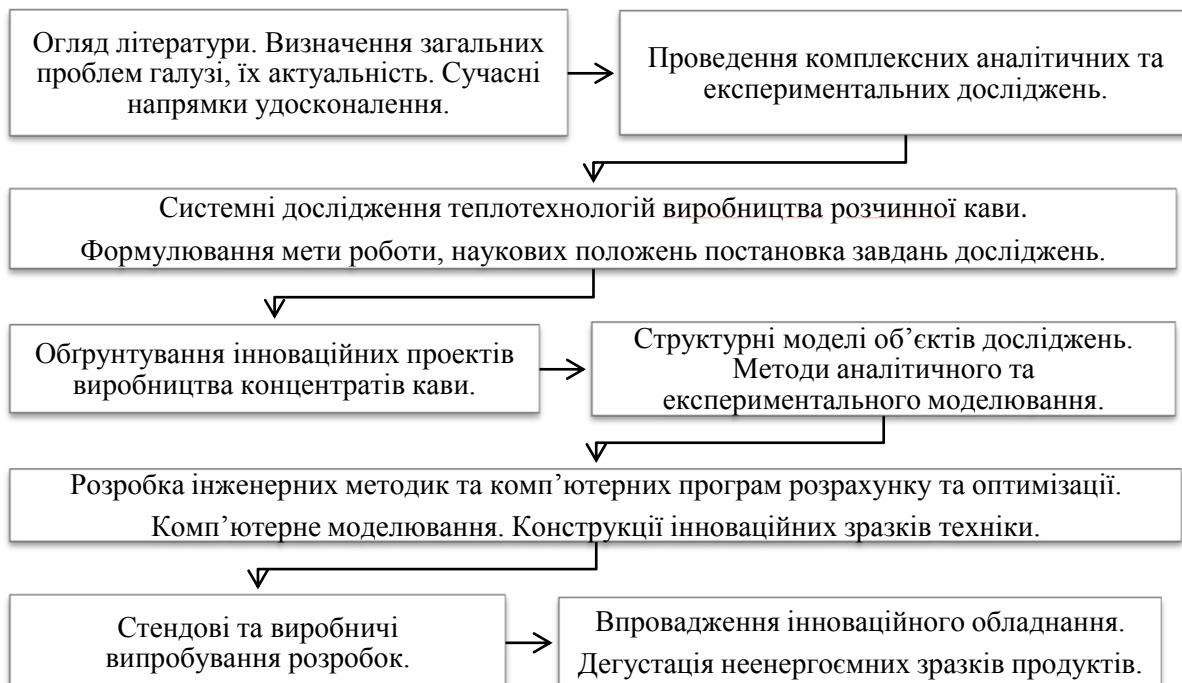 Огляд літератури. Визначення загальних
проблем галузі, їх актуальність. Сучасні
напрямки удосконалення.
Проведення комплексних аналітичних та
експериментальних досліджень.
Системні дослідження теплотехнологій виробництва розчинної кави.
Формулювання мети роботи, наукових положень постановка завдань досліджень.
Обґрунтування інноваційних проектів
виробництва концентратів кави.
Структурні моделі об’єктів досліджень.
Методи аналітичного та
експериментального моделювання.
Розробка інженерних методик та комп’ютерних програм розрахунку та оптимізації.
Комп’ютерне моделювання. Конструкції інноваційних зразків техніки.
Стендові та виробничі
випробування розробок.
Впровадження інноваційного обладнання.
Дегустація неенергоємних зразків продуктів.